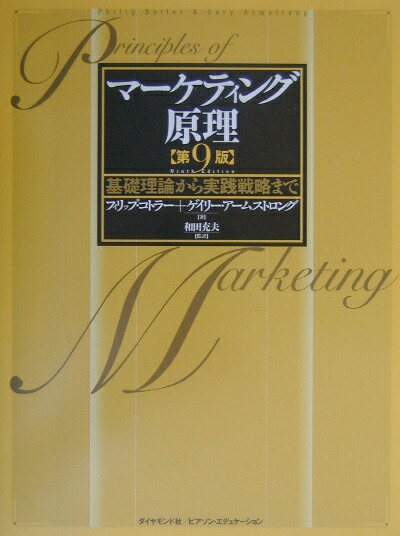 Philip Kotler & Gary Armstrong
Principles of
マーケティング
原理
【第9版】
Ninth Edition
基礎理論から実践戦略まで
フィリップ・コトラー+ゲイリー・アームストロング
[著]
和田充夫
[監訳]
Marketing
ダイヤモンド社/ピアソン・エデュケーション